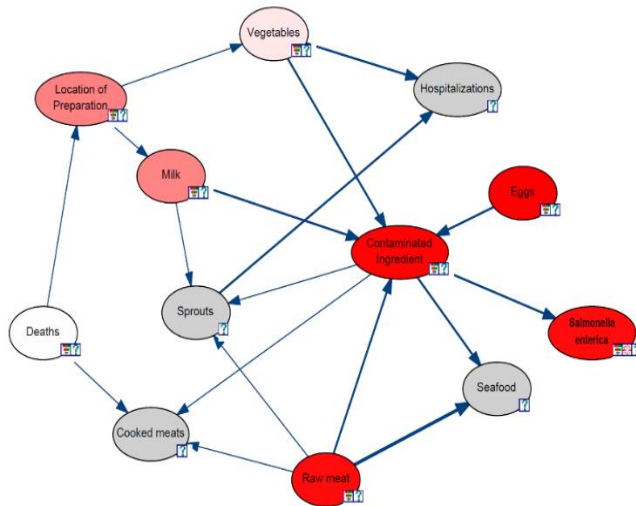 Vegetables
Location of
Preparation
Hospitalizations
Milk
Eggs
Contaminated
Ingredient
Sprouts
Deaths
Salmonella
enterica
Seafood
Cooked meats
Raw meat